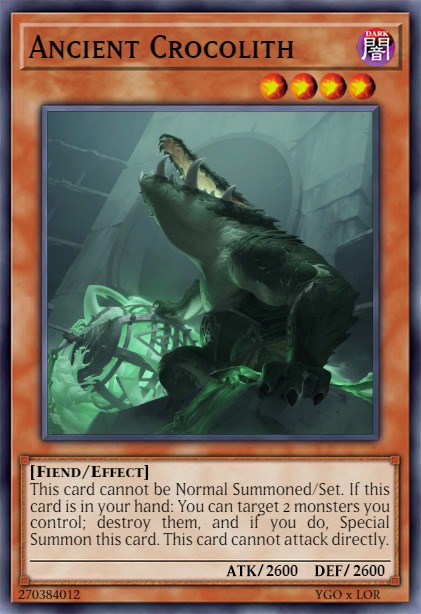 ANCIENT CROCOLITH
DARK
闇
[FIEND/EFFECT]
This card cannot be Normal Summoned/Set. If this
card is in your hand: You can target 2 monsters you
control; destroy them, and if you do, Special
Summon this card. This card cannot attack directly.
ATK/2600 DEF/2600
270384012 YGO x LOR